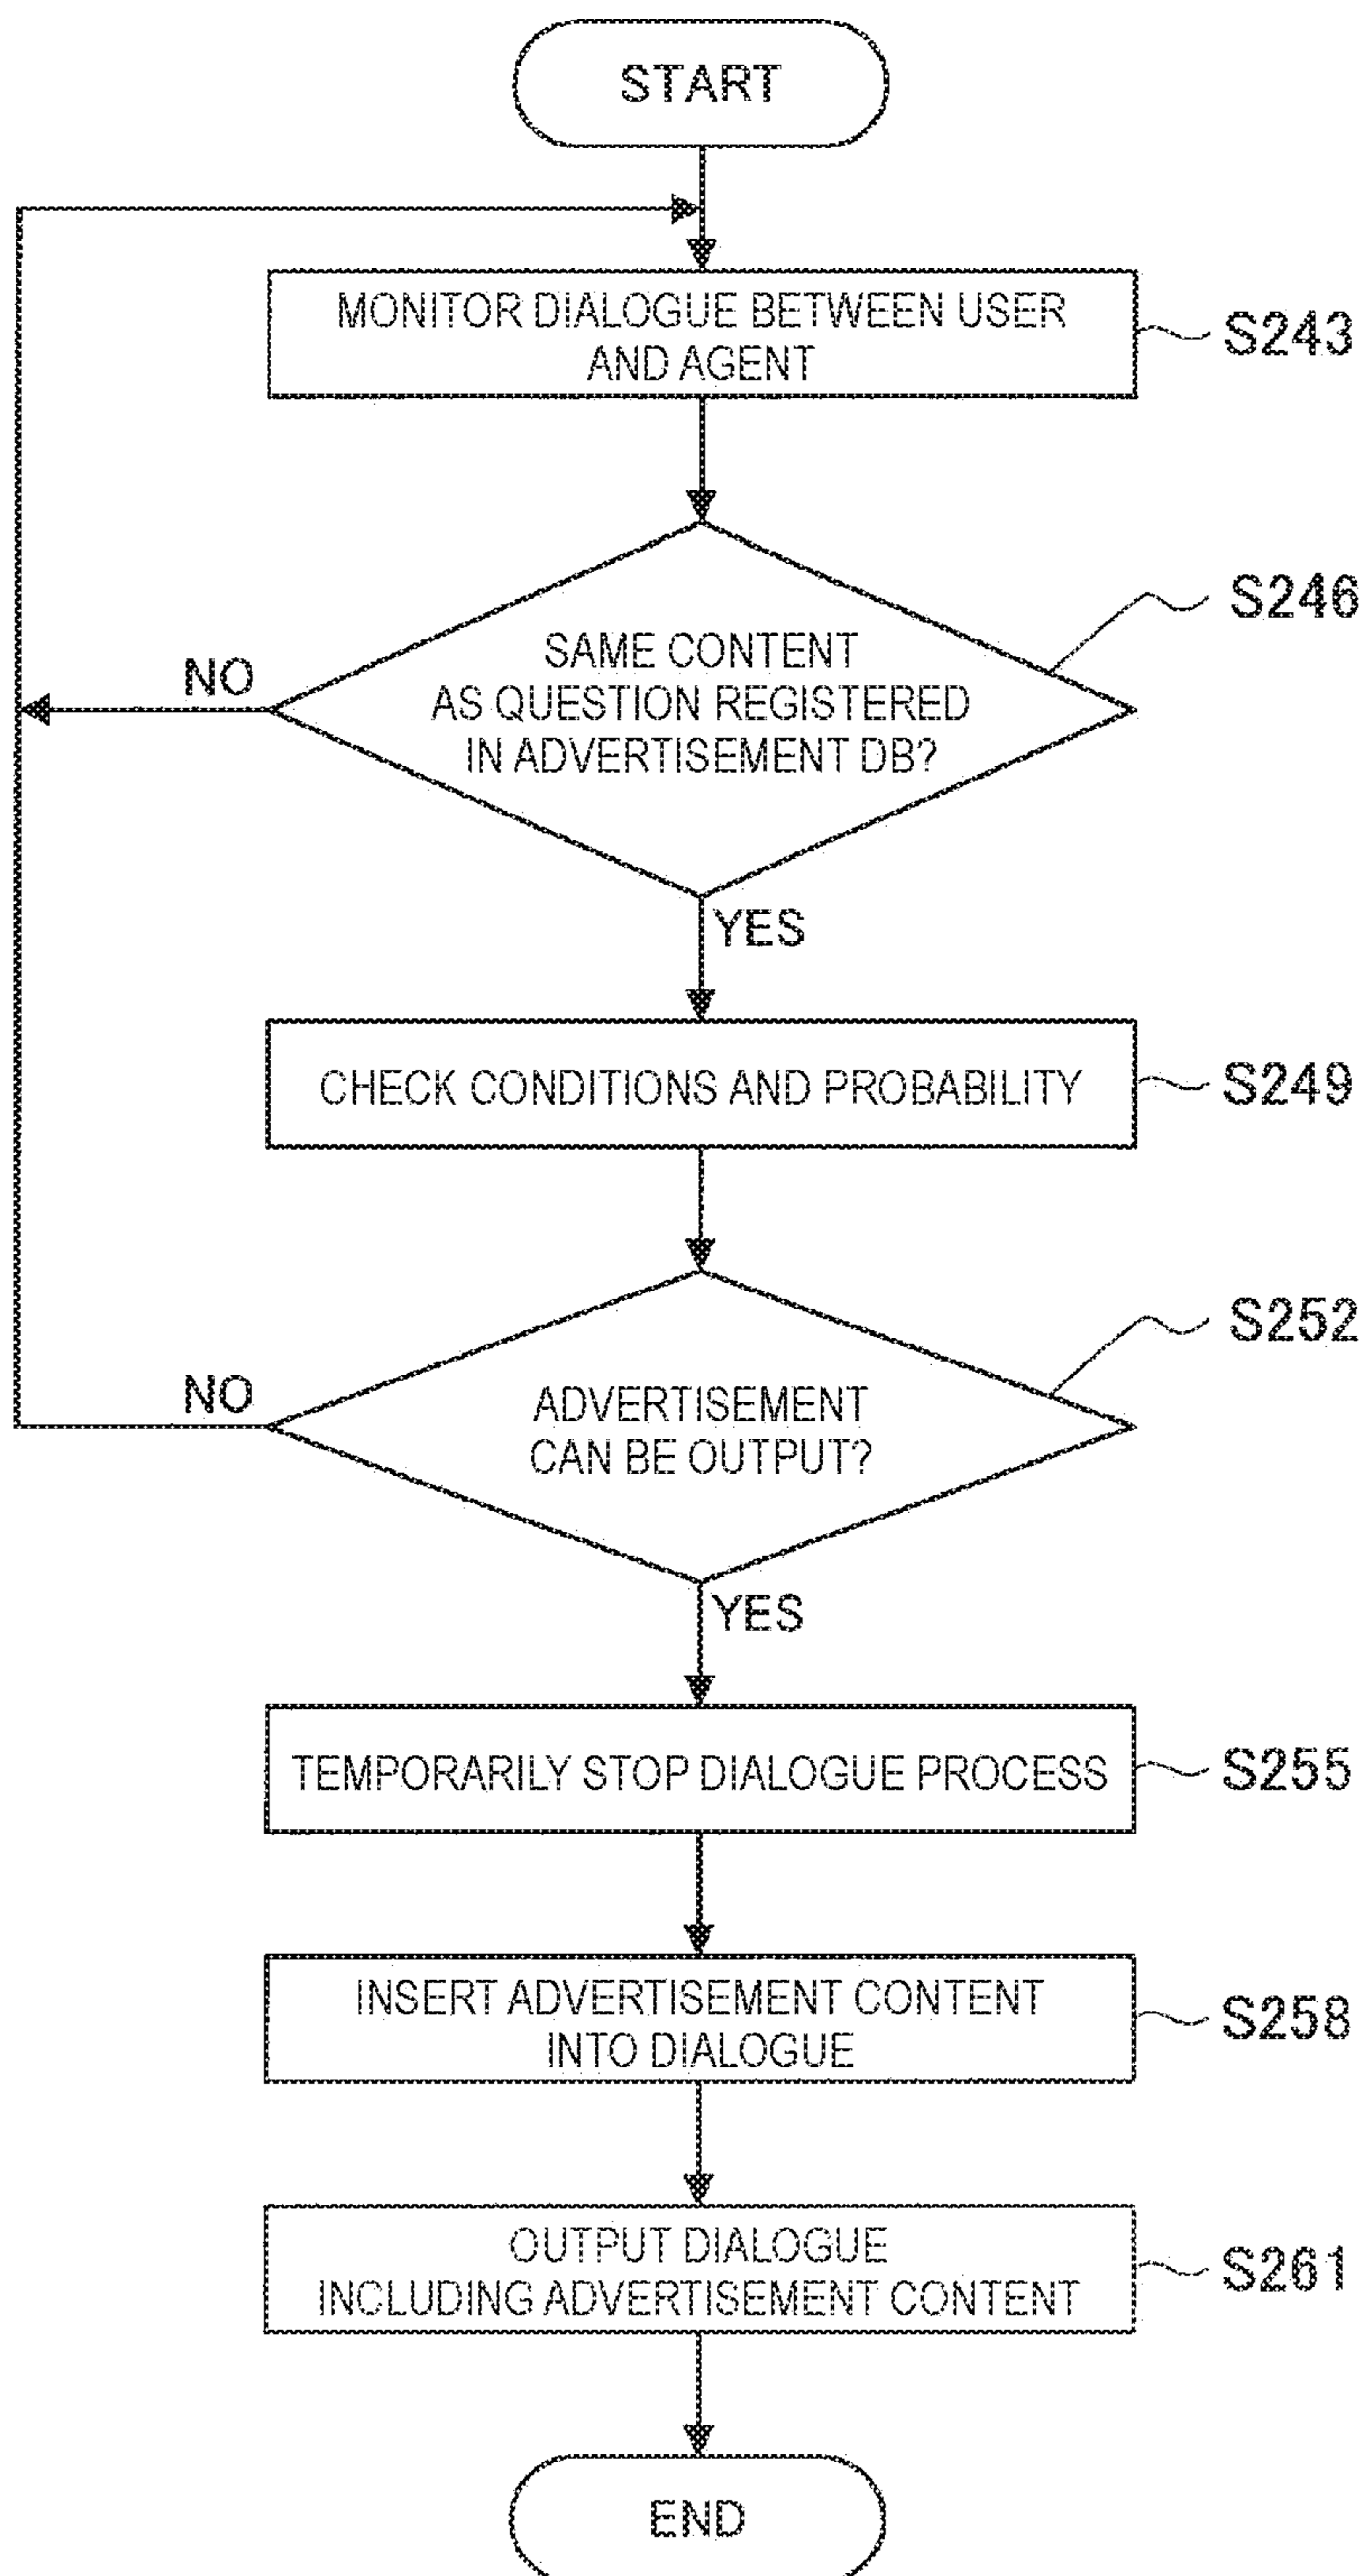 START
MONITOR DIALOGUE BETWEEN USER
AND AGENT
S243
S246
SAME CONTENT
AS QUESTION REGISTERED
IN ADVERTISEMENT DB?
NO
YES
CHECK CONDITIONS AND PROBABILITY
S249
S252
ADVERTISEMENT
CAN BE OUTPUT?
NO
YES
TEMPORARILY STOP DIALOGUE PROCESS
S255
INSERT ADVERTISEMENT CONTENT
INTO DIALOGUE
S258
OUTPUT DIALOGUE
INCLUDING ADVERTISEMENT CONTENT
S261
END